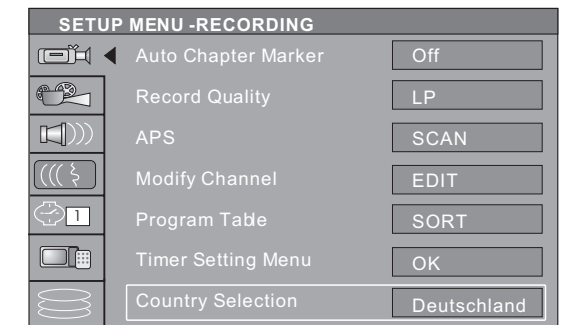 SETUP MENU -RECORDING
Auto Chapter Marker Off
Record Quality LP
APS SCAN
Modify Channel EDIT
Program Table SORT
1
Timer Setting Menu OK
Country Selection Deutschland